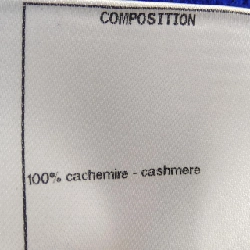 COMPOSITION
100% cachemire - cashmere